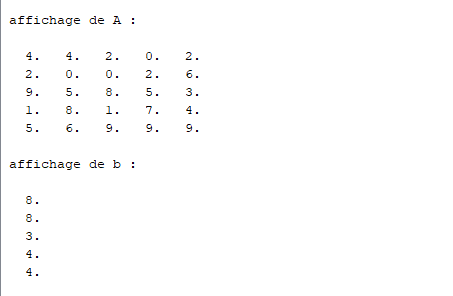 affichage de A :
4. 4. 2. 0. 2.
2. 0. 0. 2. 6.
9. 5. 8. 5. 3.
1. 8. 1. 7. 4.
5. 6. 9. 9. 9.
affichage de b :
8.
8.
3.
4.
4.